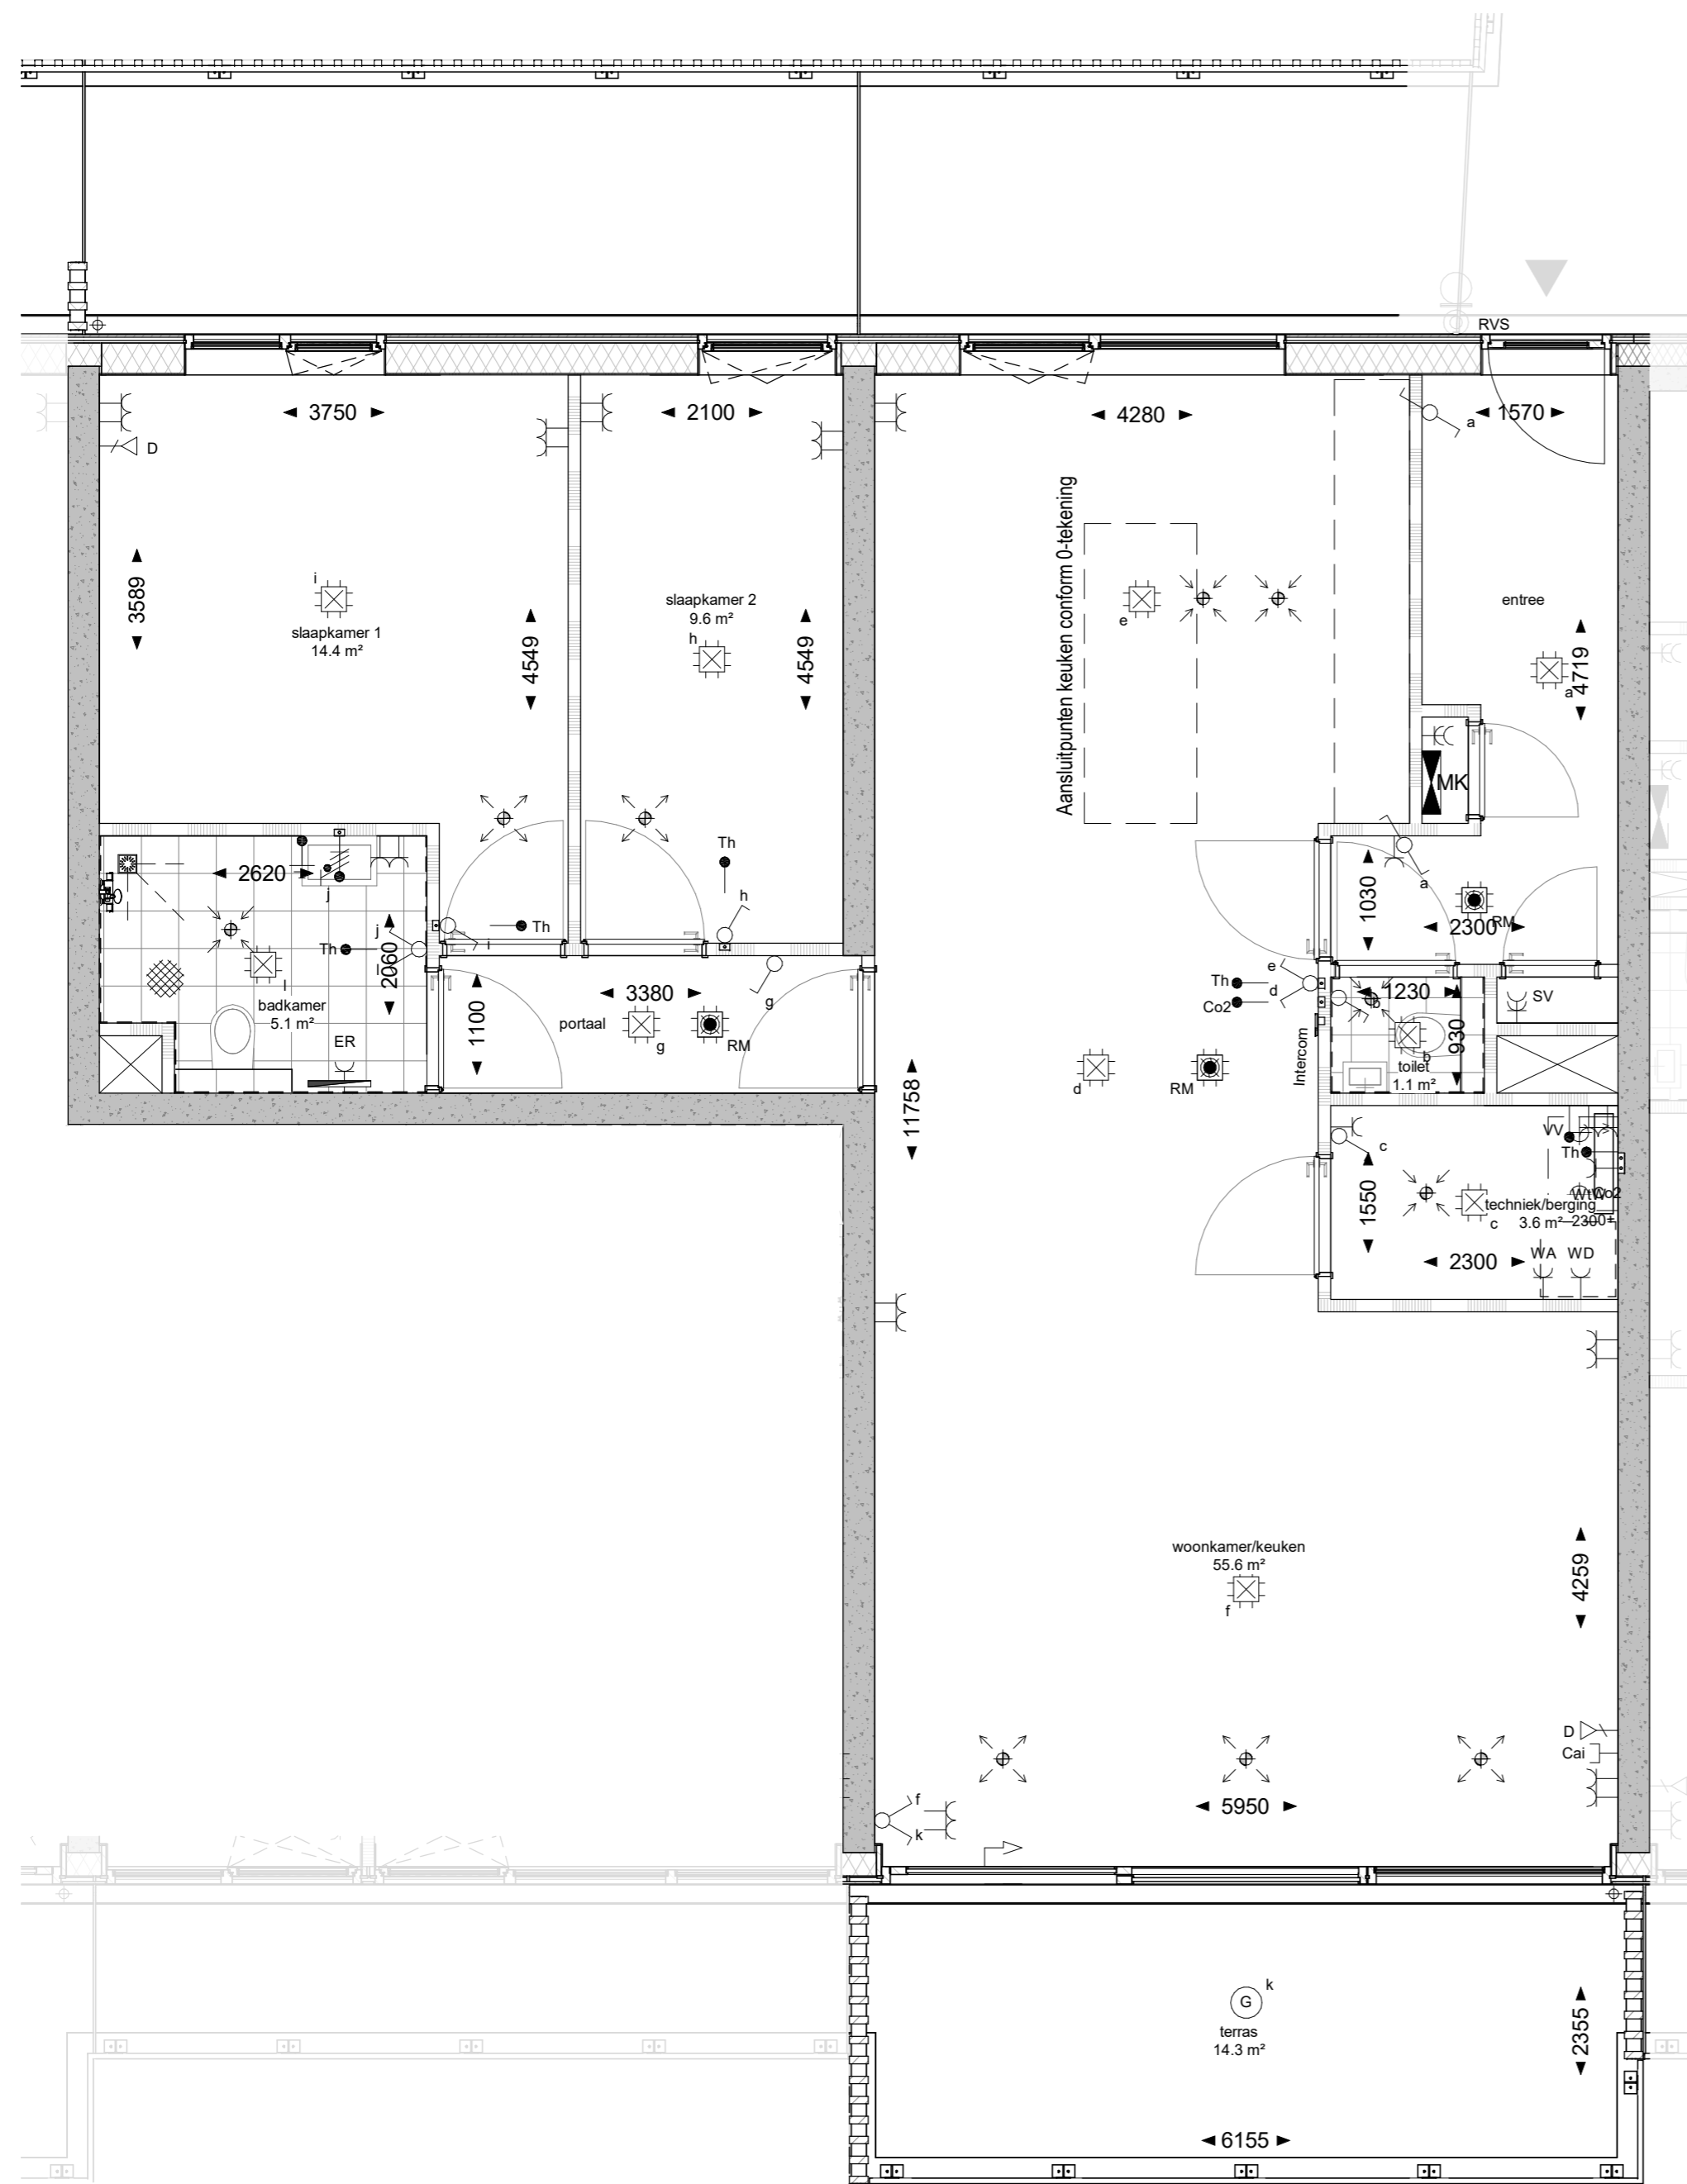 RVS
3750
2100
4280
1570
a
D
Aansluitpunten keuken conform 0-tekening
3589
i
slaapkamer 1
14.4 m²
4549
slaapkamer 2
9.6 m²
h
4549
e
entree
a
4719
MK
2620
j
Th
h
a
1030
RM
2300
Th
j
2060
i
Th
badkamer
5.1 m²
ER
1100
3380
portaal
g
RM
g
e
d
Th
Co2
Intercom
1230
b
930
b
toilet
1.1 m²
SV
11758
d
RM
c
1550
VV
Th
WtW
Co2
techniek/berging
3.6 m²
2300+
c
2300
WA
WD
woonkamer/keuken
55.6 m²
f
4259
D
Cai
5950
f
k
k
G
terras
14.3 m²
2355
6155